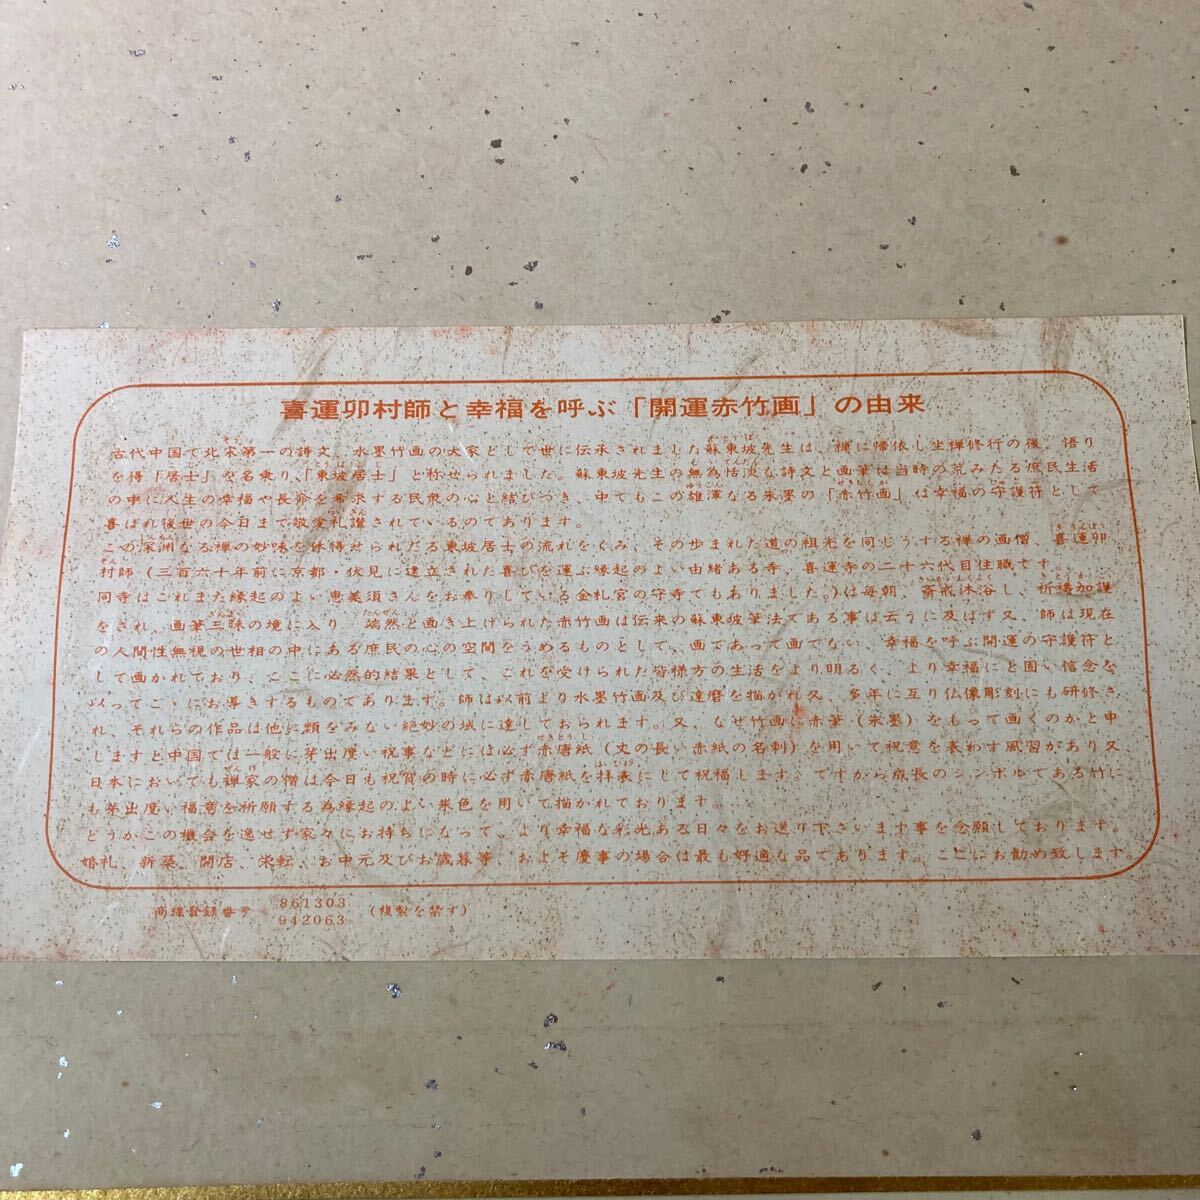 喜運卯村師と幸福を呼ぶ「開運赤竹画」の由来
古代中国で北宋第一の詩文、水墨竹画の大家として世に伝承されました蘇東坡先生は、禅に帰依し坐禅修行の後、悟り
を得「居士」を名乗り、「東坡居士」と称せられました。蘇東坡先生の無為恬淡な詩文と画筆は当時の荒みたる庶民生活
の中に人生の幸福や長命を希求する民衆の心と結びつき、中でもこの雄渾なる朱墨の「赤竹画」は幸福の守護符として
喜ばれ後世の今日まで敬愛礼讃されているのであります。
この深淵なる禅の妙味を体得せられたる東坡居士の流れをくみ、その歩まれた道の祖光を同じうする禅の画僧、喜運卯
村師（三百六十年前に京都・伏見に建立された喜びを運ぶ縁起のよい由緒ある寺、喜運寺の二十六代目住職です。
同寺はこれまた縁起のよい恵美須さんをお奉りしている金札宮の守寺でもありました。）は毎朝、斎戒沐浴し、祈祷加護
をされ、画筆三昧の境に入り 端然と画き上げられた赤竹画は伝来の蘇東坡筆法である事は云うに及ばず又、師は現在
の人間性無視の世相の中にある庶民の心の空間をうめるものとして、画であって画でない、幸福を呼ぶ開運の守護符と
して画かれており、ここに必然的結果として、これを受けられた皆様方の生活をより明るく、より幸福にと固い信念を
以ってこゝにお導きするものであります。師は以前より水墨竹画及び達磨を描かれ又、多年に亙り仏像彫刻にも研修さ
れ、それらの作品は他に類をみない絶妙の域に達しておられます。又、なぜ竹画に赤筆（朱墨）をもって画くのかと申
しますと中国では一般に芽出度い祝事などには必ず赤唐紙（丈の長い赤紙の名刺）を用いて祝意を表わす風習があり又
日本においても禅家の僧は今日も祝賀の時に必ず赤唐紙を拝表にして祝福します。ですから成長のシンボルである竹に
も芽出度い福意を祈願する為縁起のよい朱色を用いて描かれております。
どうかこの機会を逸せず家々にお持ちになって、より幸福な彩光ある日々をお送り下さいます事を念願しております。
婚礼、新築、開店、栄転、お中元及びお歳暮等、およそ慶事の場合は最も好適な品であります。ここにお勧め致します。
商標登録番号 861303
942063 （複製を禁ず）